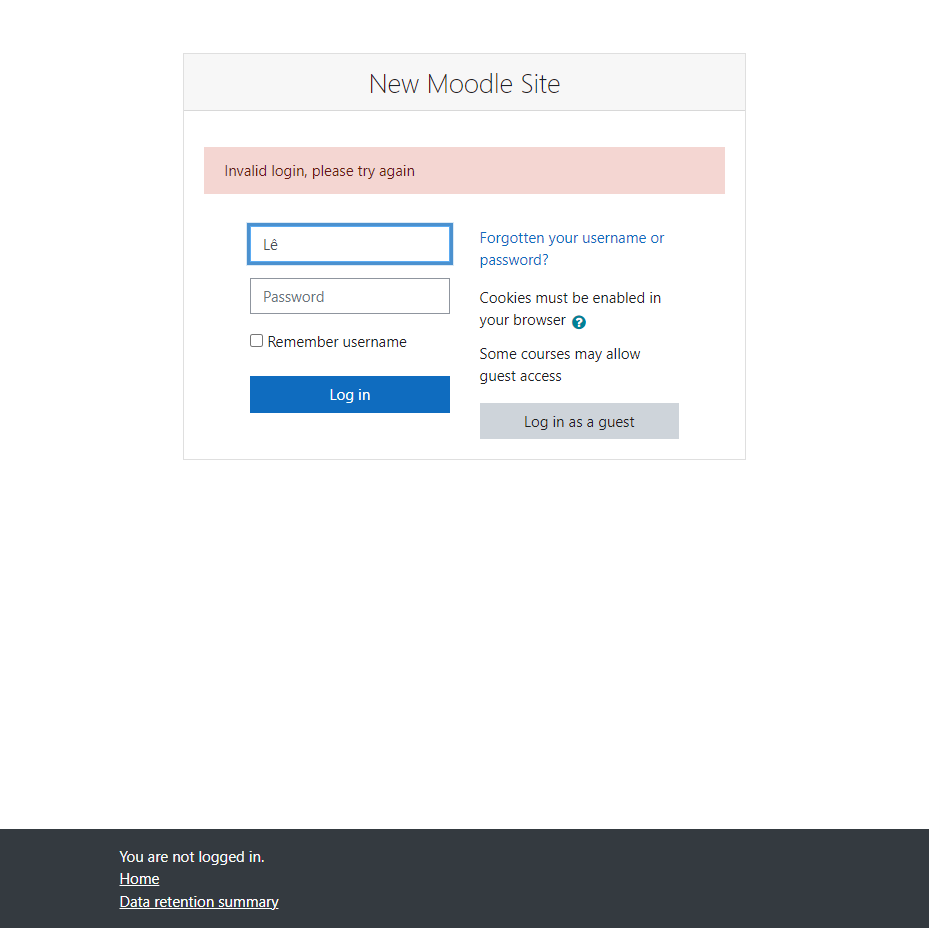 New Moodle Site
Invalid login, please try again
Lê
Password
Remember username
Log in
Forgotten your username or
password?
Cookies must be enabled in
your browser ?
Some courses may allow
guest access
Log in as a guest
You are not logged in.
Home
Data retention summary